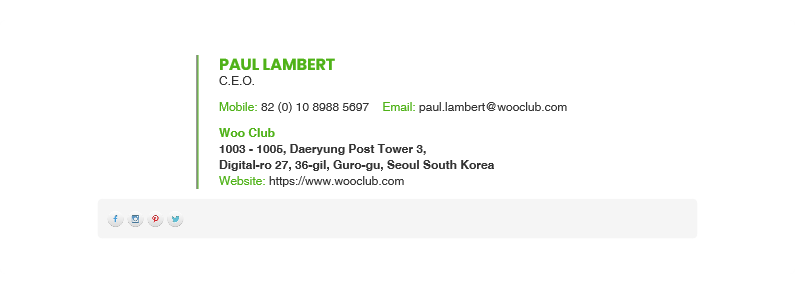 PAUL LAMBERT
C.E.O.
Mobile: 82 (0) 10 8988 5697 Email: paul.lambert@wooclub.com
Woo Club
1003 - 1005, Daeryung Post Tower 3,
Digital-ro 27, 36-gil, Guro-gu, Seoul South Korea
Website: https://www.wooclub.com